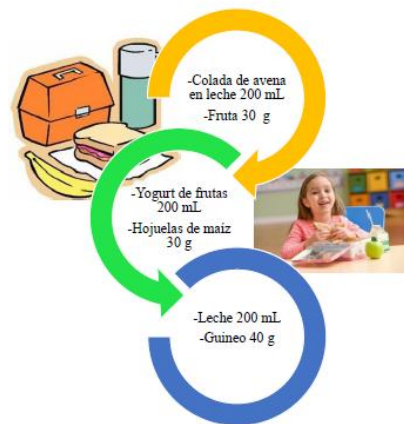 -Colada de avena
en leche 200 mL
-Fruta 30 g
-Yogurt de frutas
200 mL
-Hojuelas de maíz
30 g
-Leche 200 mL
-Guineo 40 g